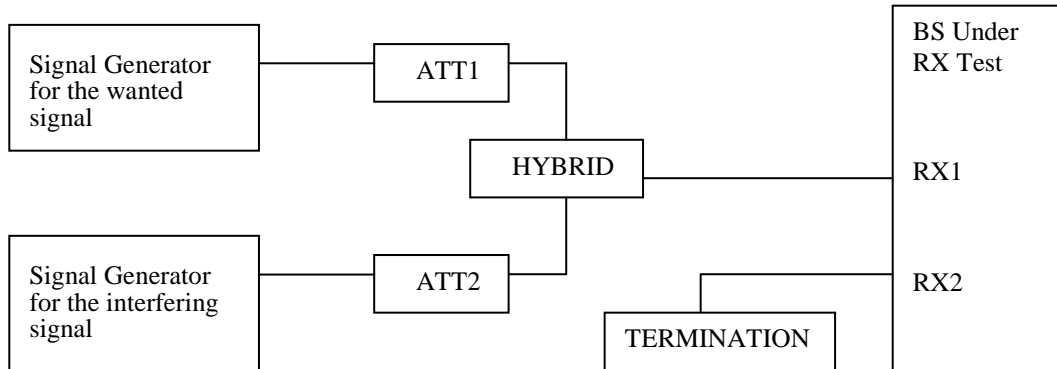 Signal Generator
for the wanted
signal
ATT1
HYBRID
Signal Generator
for the interfering
signal
ATT2
TERMINATION
BS Under
RX Test
RX1
RX2